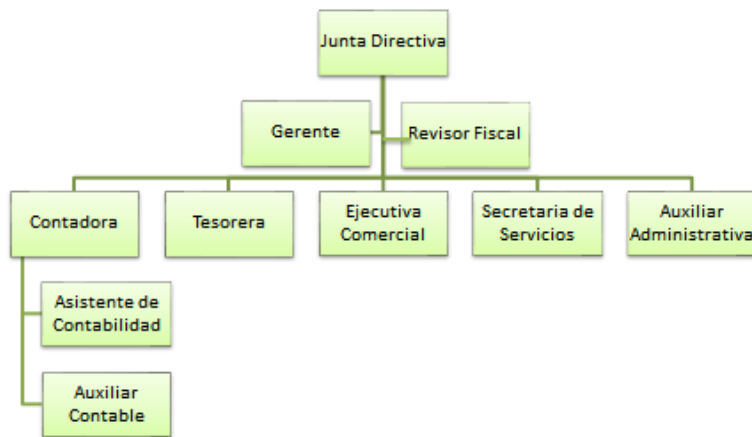 Junta Directiva
Gerente
Revisor Fiscal
Contadora
Tesorera
Ejecutiva
Comercial
Secretaria de
Servicios
Auxiliar
Administrativa
Asistente de
Contabilidad
Auxiliar
Contable